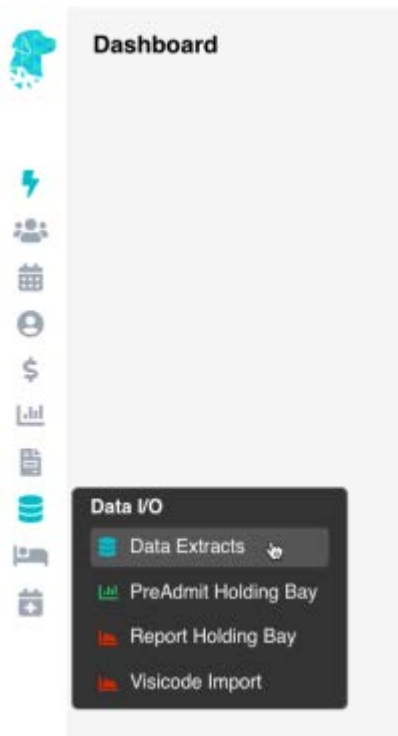 Dashboard
Data I/O
Data Extracts
PreAdmit Holding Bay
Report Holding Bay
Visicode Import